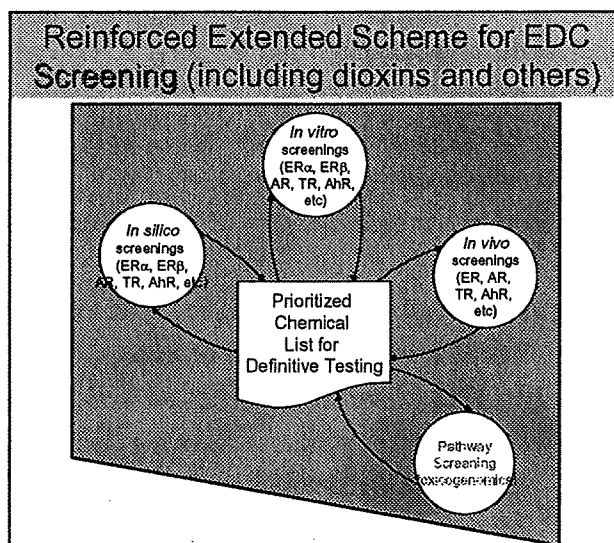 Reinforced Extended Scheme for EDC
Screening (including dioxins and others)
In vitro
screenings
(ERα, ERβ,
AR, TR, AhR,
etc)
In silico
screenings
(ERα, ERβ,
AR, TR, AhR, etc)
In vivo
screenings
(ER, AR,
TR, AhR,
etc)
Prioritized
Chemical
List for
Definitive Testing
Pathway
Screening
toxicogenomics